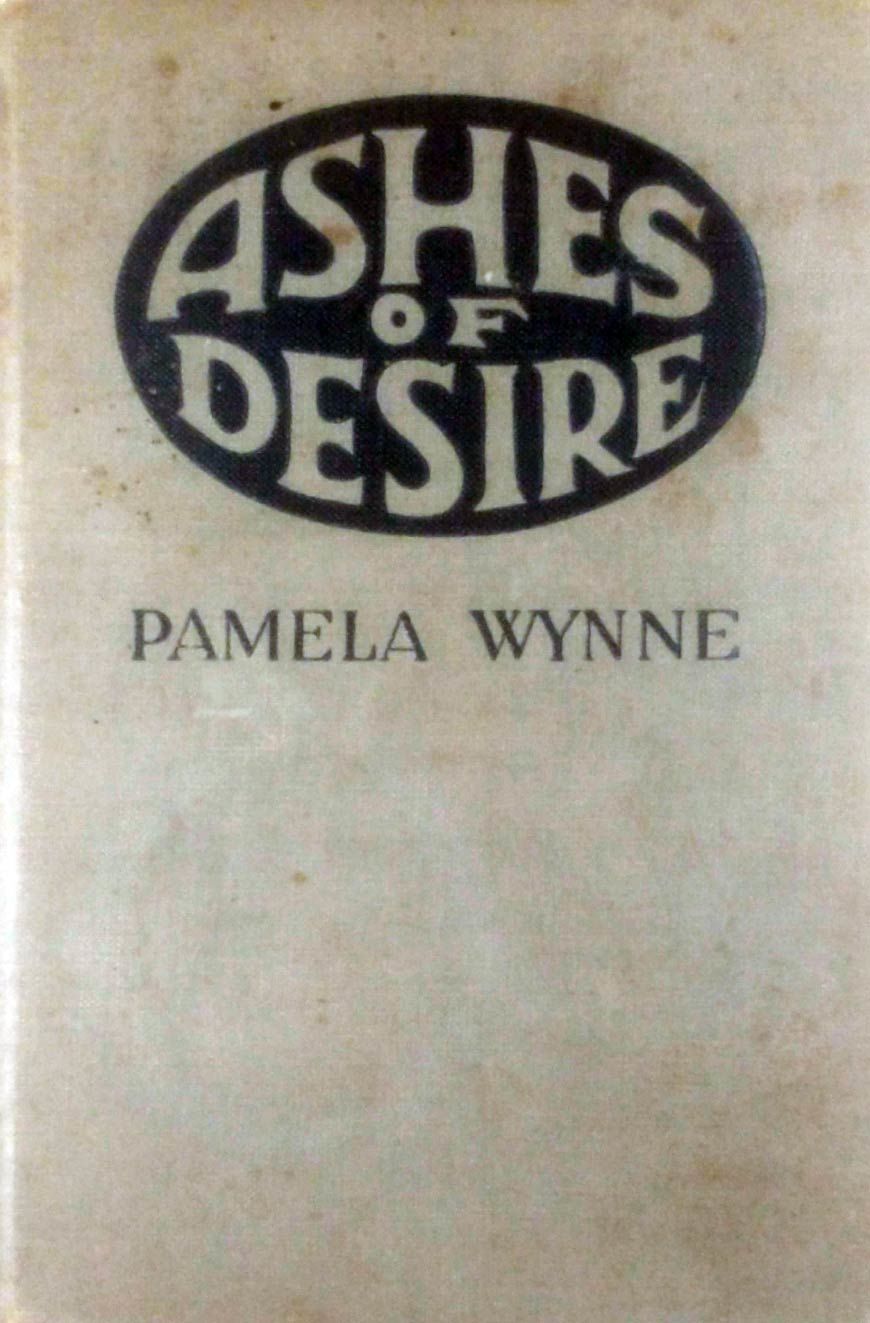 ASHES
OF
DESIRE
PAMELA WYNNE